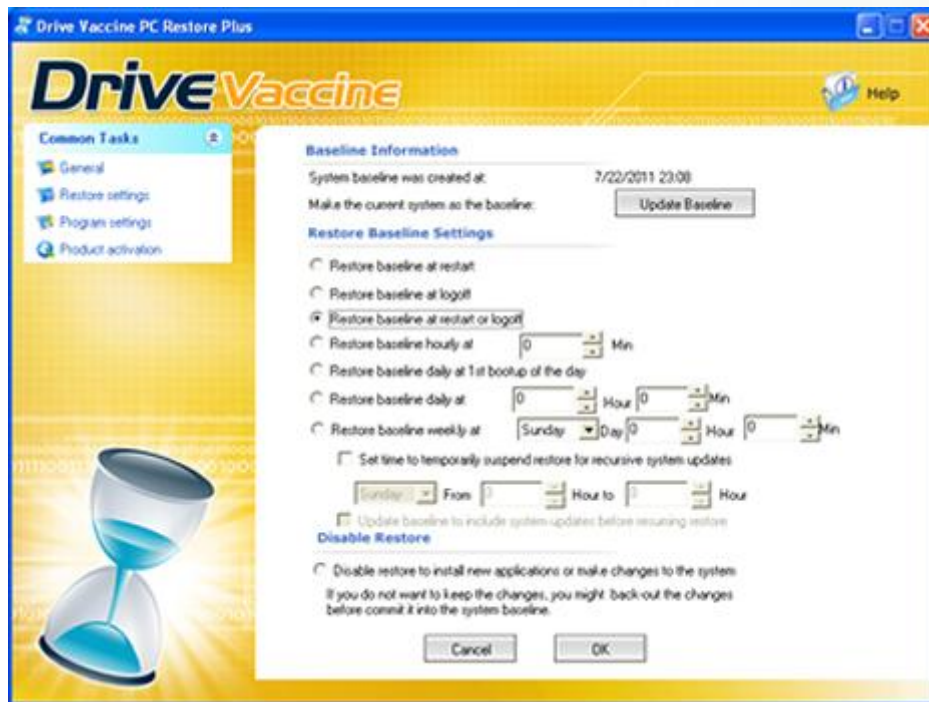 Drive Vaccine PC Restore Plus
DriveVaccine
Help
Common Tasks
General
Restore settings
Program settings
Product activation
Baseline Information
System baseline was created at: 7/22/2011 23:08
Make the current system as the baseline: Update Baseline
Restore Baseline Settings
Restore baseline at restart
Restore baseline at logoff
Restore baseline at restart or logoff
Restore baseline hourly at 0 Min
Restore baseline daily at 1st bootup of the day
Restore baseline daily at 0 Hour 0 Min
Restore baseline weekly at Sunday Day 0 Hour 0 Min
Set time to temporarily suspend restore for recursive system updates
Sunday From 3 Hour to 3 Hour
Update baseline to include system updates before resuming restore
Disable Restore
Disable restore to install new applications or make changes to the system
If you do not want to keep the changes, you might back-out the changes
before commit it into the system baseline.
Cancel OK